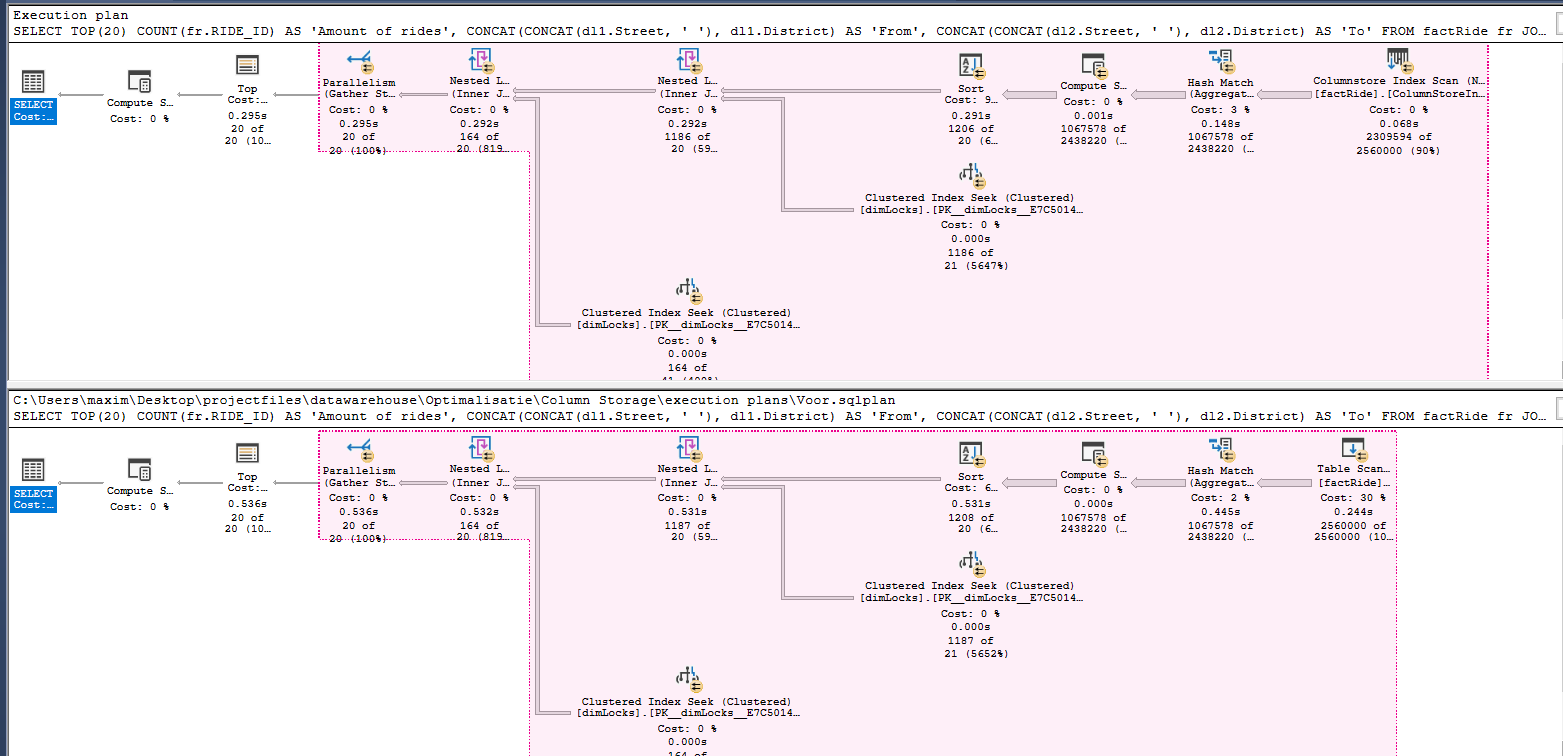 Execution plan
SELECT TOP(20) COUNT(fr.RIDE_ID) AS 'Amount of rides', CONCAT(CONCAT(dl1.Street, ' '), dl1.District) AS 'From', CONCAT(CONCAT(dl2.Street, ' '), dl2.District) AS 'To' FROM factRide fr JO…
SELECT
Cost:…
Compute S…
Cost: 0 %
Top
Cost:…
0.295s
20 of
20 (10…
Parallelism
(Gather St…
Cost: 0 %
0.295s
20 of
20 (100%)
Nested L…
(Inner J…
Cost: 0 %
0.292s
164 of
20 (819…
Nested L…
(Inner J…
Cost: 0 %
0.292s
1186 of
20 (59…
Sort
Cost: 9…
0.291s
1206 of
20 (6…
Compute S…
Cost: 0 %
0.001s
1067578 of
2438220 (…
Hash Match
(Aggregat…
Cost: 3 %
0.148s
1067578 of
2438220 (…
Columnstore Index Scan (N…
[factRide].[ColumnStoreIn…
Cost: 0 %
0.068s
2309594 of
2560000 (90%)
Clustered Index Seek (Clustered)
[dimLocks].[PK__dimLocks__E7C5014…
Cost: 0 %
0.000s
1186 of
21 (5647%)
Clustered Index Seek (Clustered)
[dimLocks].[PK__dimLocks__E7C5014…
Cost: 0 %
0.000s
164 of
C:\Users\maxim\Desktop\projectfiles\datawarehouse\Optimalisatie\Column Storage\execution plans\Voor.sqlplan
SELECT TOP(20) COUNT(fr.RIDE_ID) AS 'Amount of rides', CONCAT(CONCAT(dl1.Street, ' '), dl1.District) AS 'From', CONCAT(CONCAT(dl2.Street, ' '), dl2.District) AS 'To' FROM factRide fr JO…
SELECT
Cost:…
Compute S…
Cost: 0 %
Top
Cost:…
0.536s
20 of
20 (10…
Parallelism
(Gather St…
Cost: 0 %
0.536s
20 of
20 (100%)
Nested L…
(Inner J…
Cost: 0 %
0.532s
164 of
20 (819…
Nested L…
(Inner J…
Cost: 0 %
0.531s
1187 of
20 (59…
Sort
Cost: 6…
0.531s
1208 of
20 (6…
Compute S…
Cost: 0 %
0.000s
1067578 of
2438220 (…
Hash Match
(Aggregat…
Cost: 2 %
0.445s
1067578 of
2438220 (…
Table Scan…
[factRide]…
Cost: 30 %
0.244s
2560000 of
2560000 (10…
Clustered Index Seek (Clustered)
[dimLocks].[PK__dimLocks__E7C5014…
Cost: 0 %
0.000s
1187 of
21 (5652%)
Clustered Index Seek (Clustered)
[dimLocks].[PK__dimLocks__E7C5014…
Cost: 0 %
0.000s
164 of